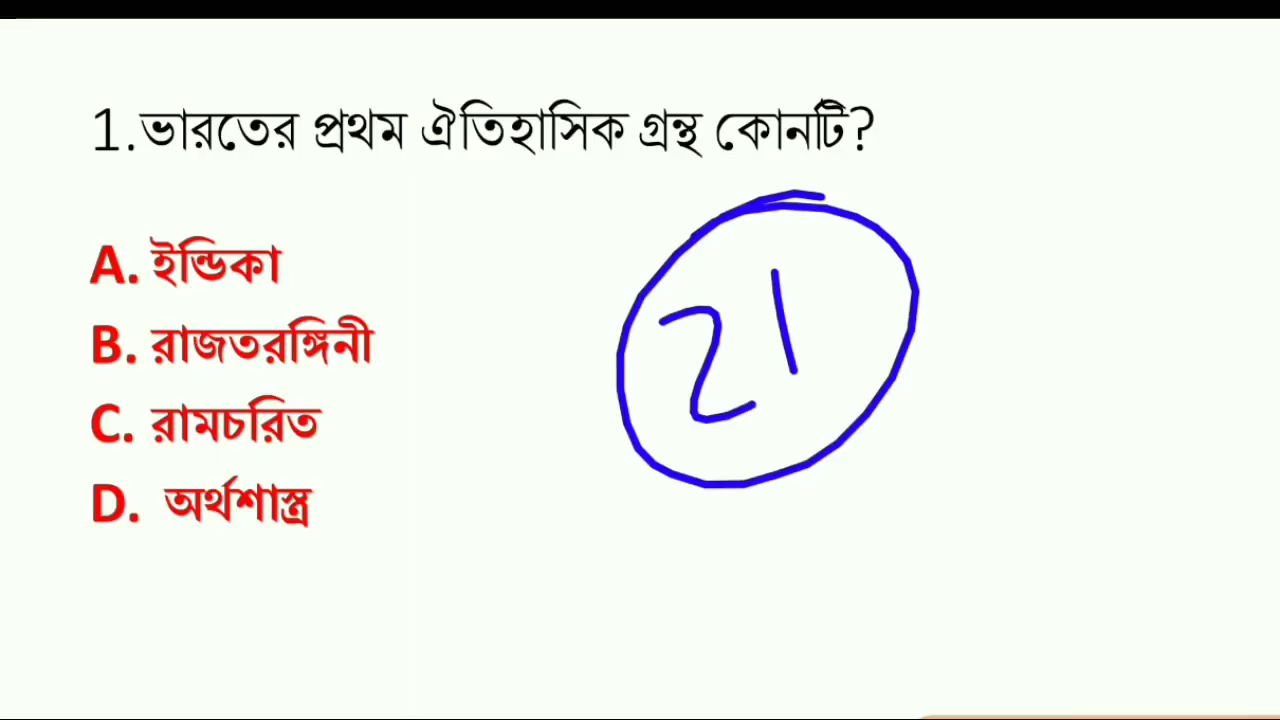 1.ভারতের প্রথম ঐতিহাসিক গ্রন্থ কোনটি?
A. ইন্ডিকা
B. রাজতরঙ্গিনী
C. রামচরিত
D. অর্থশাস্ত্র
21